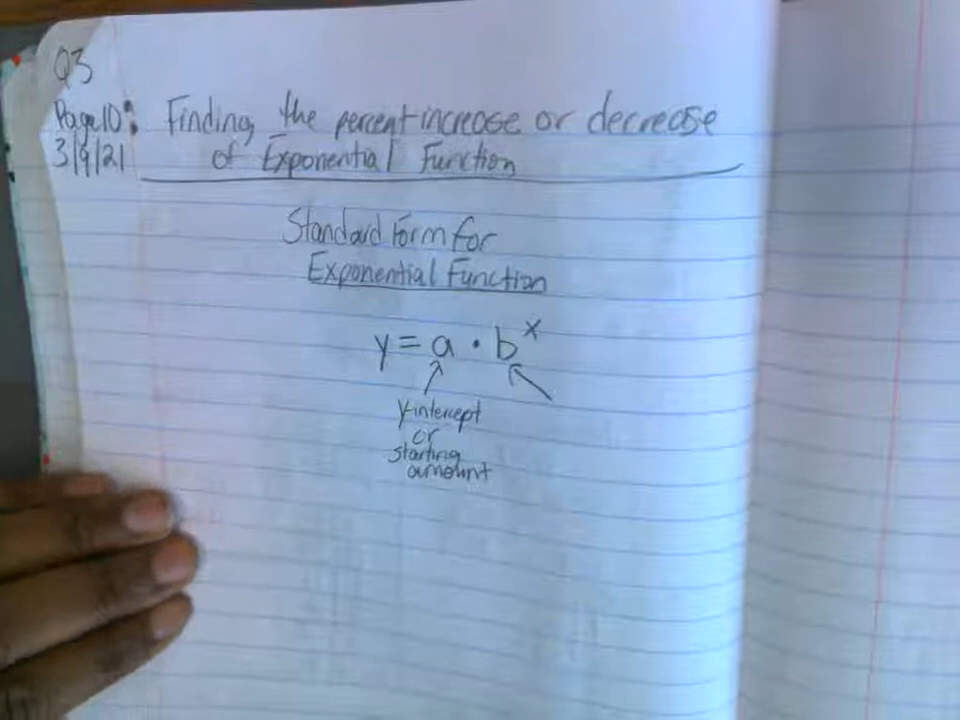 Q3
Page 10: Finding the percent increase or decrease
3/9/21 of Exponential Function
Standard Form for
Exponential Function
y = a · b^x
y-intercept
or
starting
amount